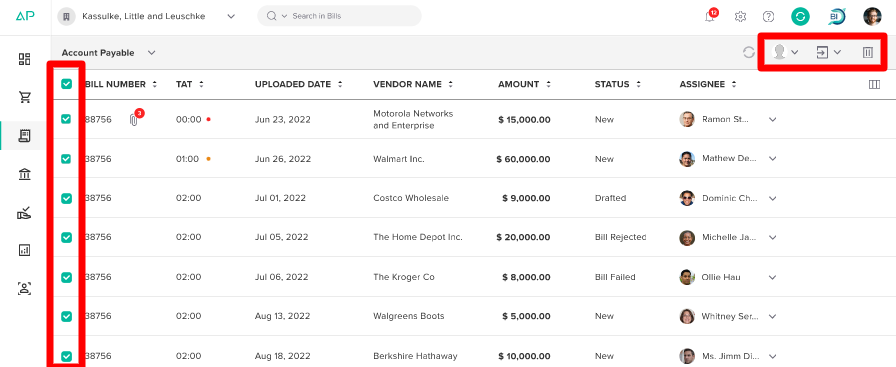 AP
Kassulke, Little and Leuschke
Search in Bills
12
BI
Account Payable
BILL NUMBER TAT UPLOADED DATE VENDOR NAME AMOUNT STATUS ASSIGNEE
38756 3 00:00 Jun 23, 2022 Motorola Networks
and Enterprise $ 15,000.00 New Ramon St...
38756 01:00 Jun 26, 2022 Walmart Inc. $ 60,000.00 New Mathew De...
38756 02:00 Jul 01, 2022 Costco Wholesale $ 9,000.00 Drafted Dominic Ch...
38756 02:00 Jul 05, 2022 The Home Depot Inc. $ 20,000.00 Bill Rejected Michelle Ja...
38756 02:00 Jul 06, 2022 The Kroger Co $ 8,000.00 Bill Failed Ollie Hau
38756 02:00 Aug 13, 2022 Walgreens Boots $ 5,000.00 New Whitney Ser...
38756 02:00 Aug 18, 2022 Berkshire Hathaway $ 10,000.00 New Ms. Jimm Di...